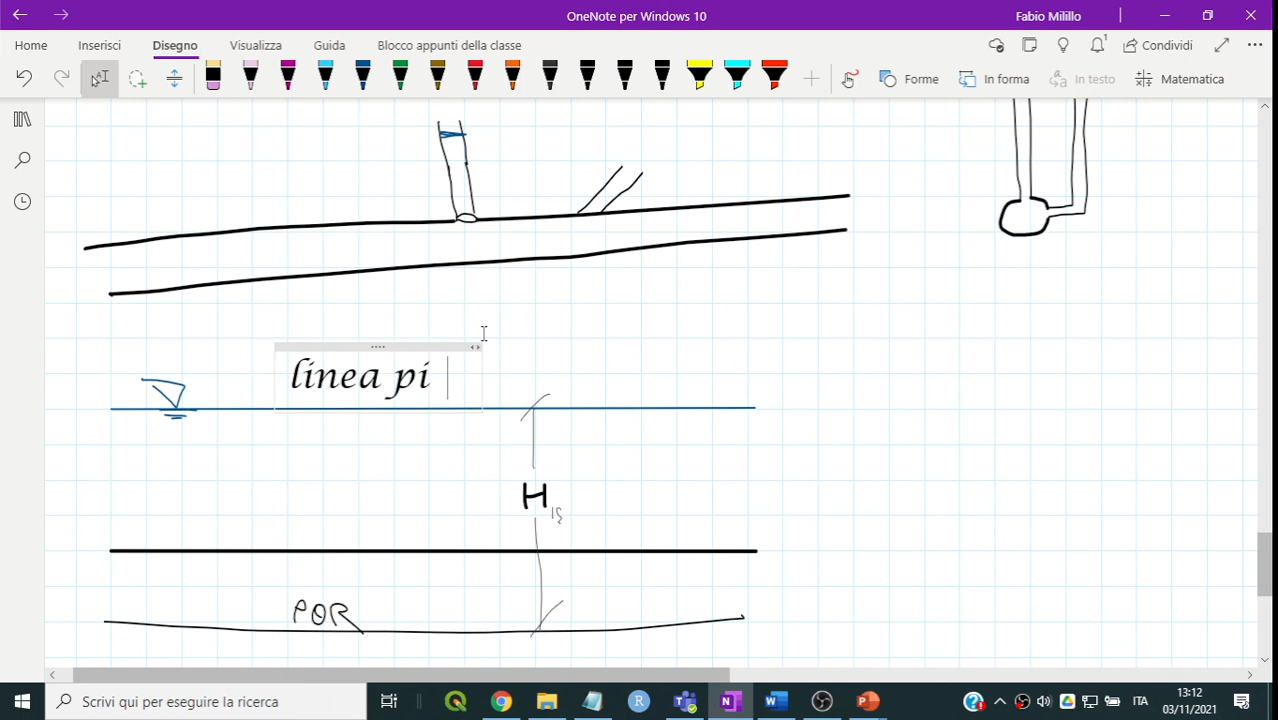 OneNote per Windows 10
Fabio Milillo
Home Inserisci Disegno Visualizza Guida Blocco appunti della classe
Condividi
Forme In forma In testo Matematica
linea pi
H
POR
Scrivi qui per eseguire la ricerca
ITA
13:12
03/11/2021